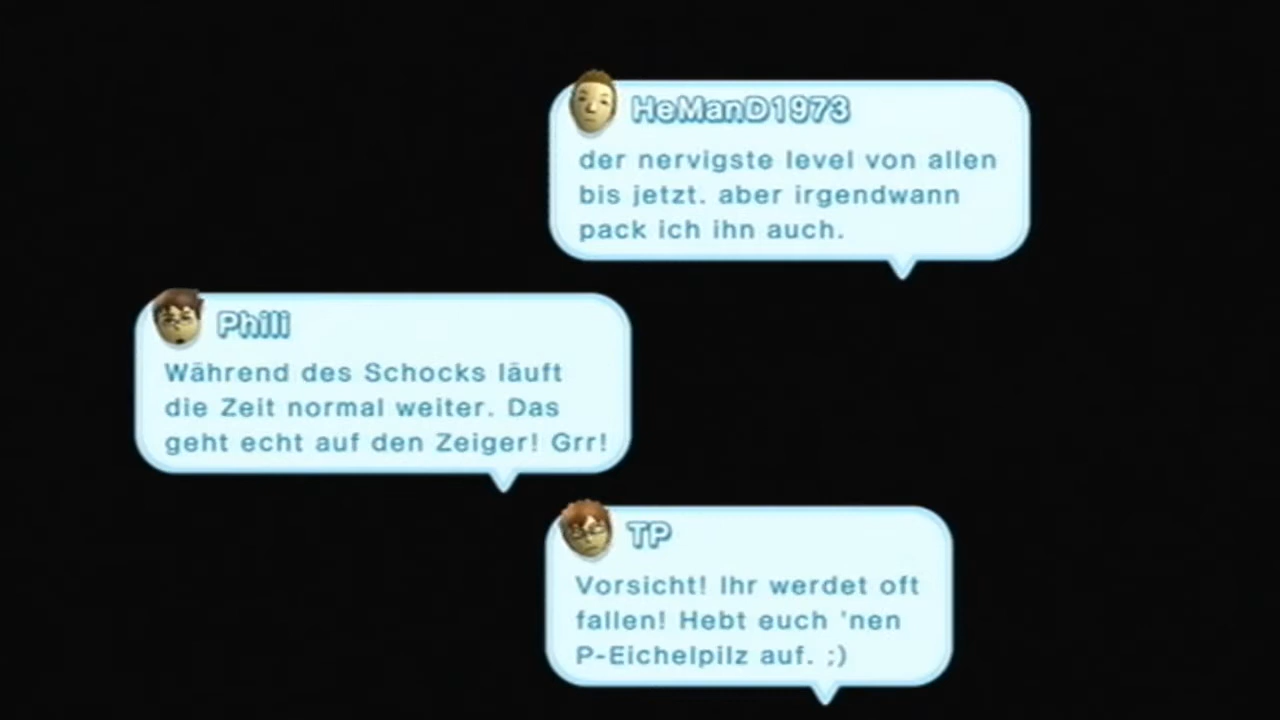 HeManD1973
der nervigste level von allen
bis jetzt. aber irgendwann
pack ich ihn auch.
Phili
Während des Schocks läuft
die Zeit normal weiter. Das
geht echt auf den Zeiger! Grr!
TP
Vorsicht! Ihr werdet oft
fallen! Hebt euch 'nen
P-Eichelpilz auf. ;)